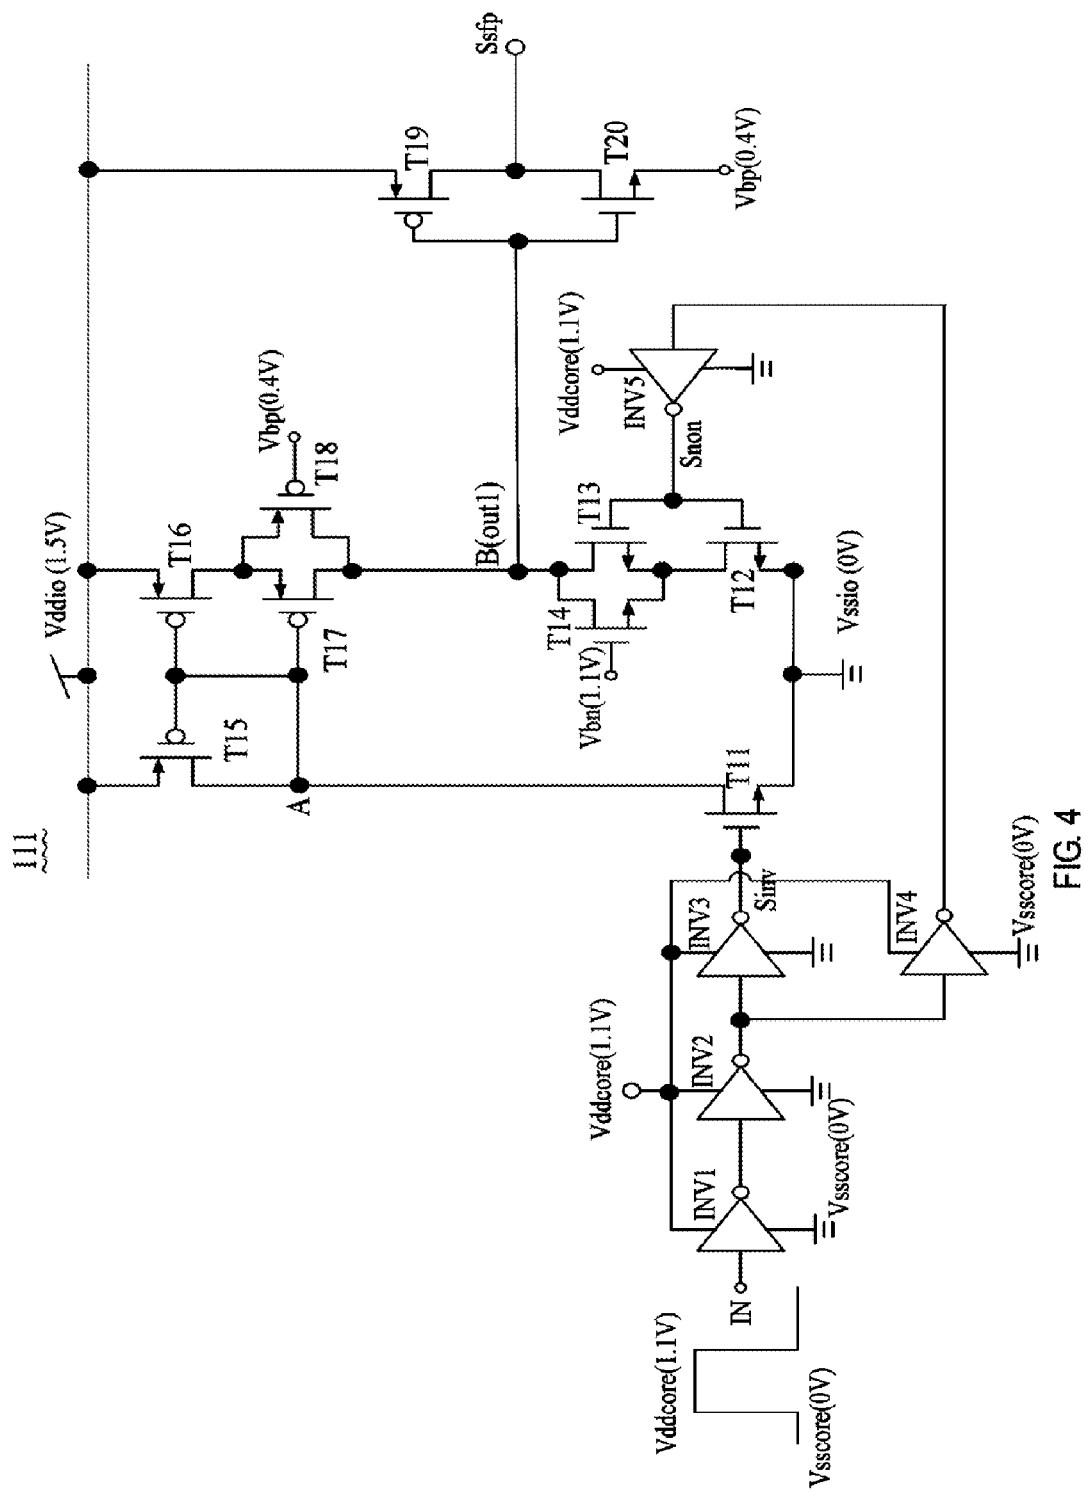 111
Vddio (1.5V)
T15
T16
T17
T18
Vbp(0.4V)
T19
Ssfp
T20
Vbp(0.4V)
A
B(out1)
T14
Vbn(1.1V)
T13
T12
Snon
INV5
Vddcore(1.1V)
T11
Vssio (0V)
Vddcore(1.1V)
Vsscore(0V)
IN
INV1
Vsscore(0V)
INV2
Vddcore(1.1V)
INV3
Sinv
INV4
Vsscore(0V)
FIG. 4